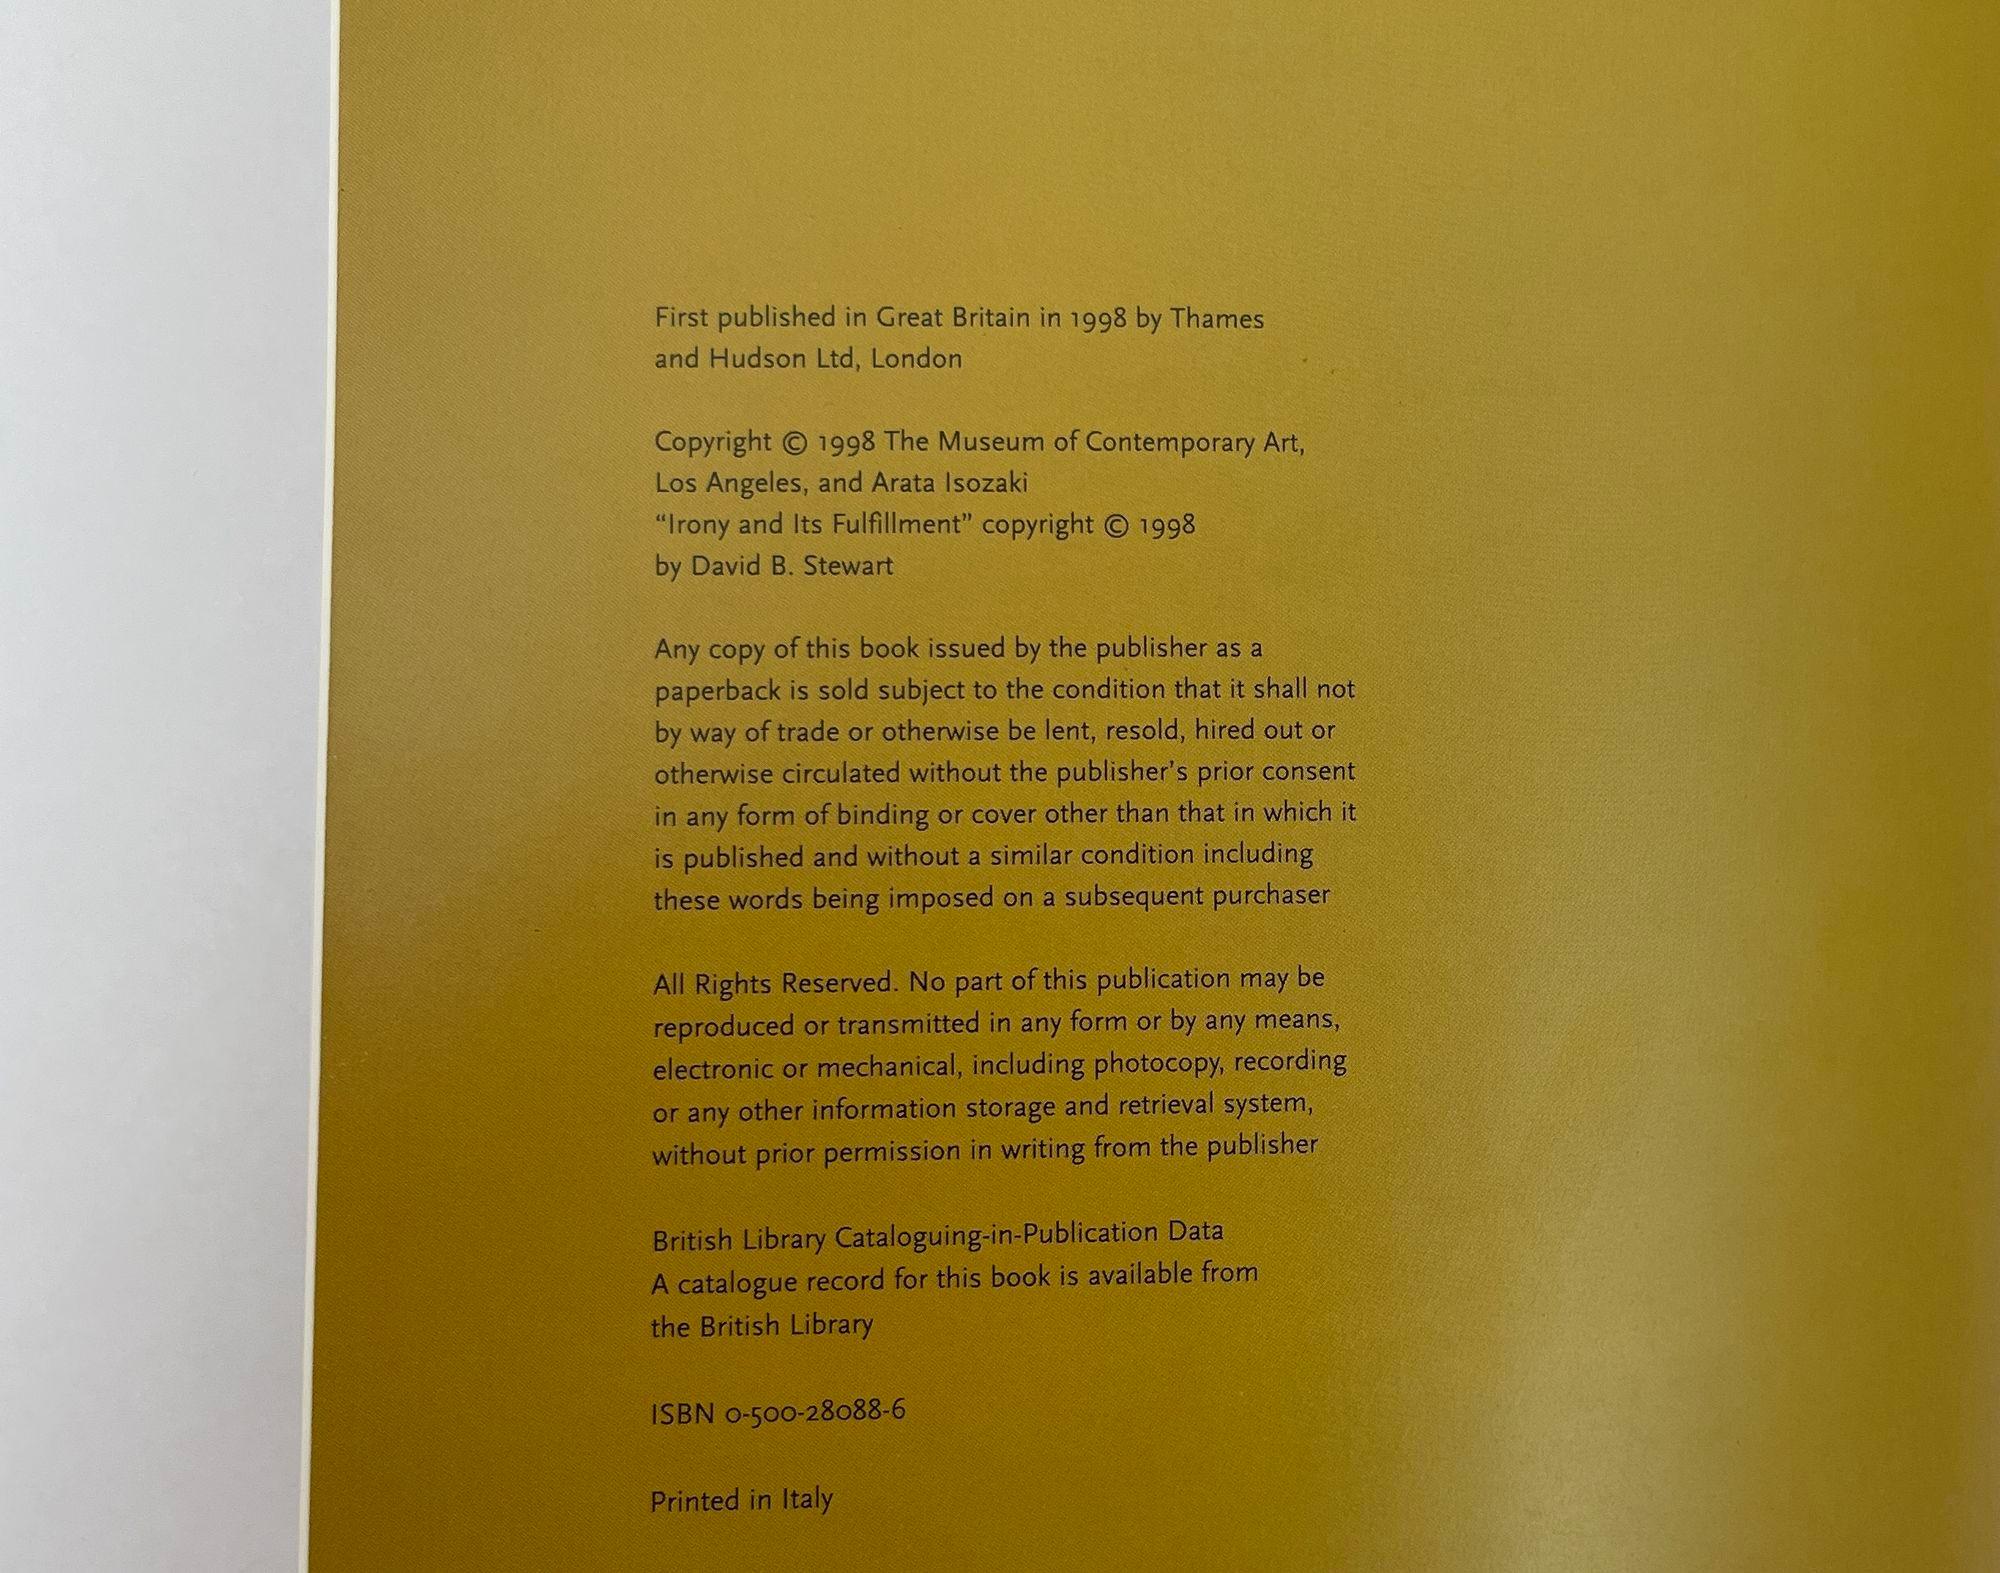 First published in Great Britain in 1998 by Thames
and Hudson Ltd, London
Copyright © 1998 The Museum of Contemporary Art,
Los Angeles, and Arata Isozaki
“Irony and Its Fulfillment” copyright © 1998
by David B. Stewart
Any copy of this book issued by the publisher as a
paperback is sold subject to the condition that it shall not
by way of trade or otherwise be lent, resold, hired out or
otherwise circulated without the publisher’s prior consent
in any form of binding or cover other than that in which it
is published and without a similar condition including
these words being imposed on a subsequent purchaser
All Rights Reserved. No part of this publication may be
reproduced or transmitted in any form or by any means,
electronic or mechanical, including photocopy, recording
or any other information storage and retrieval system,
without prior permission in writing from the publisher
British Library Cataloguing-in-Publication Data
A catalogue record for this book is available from
the British Library
ISBN 0-500-28088-6
Printed in Italy